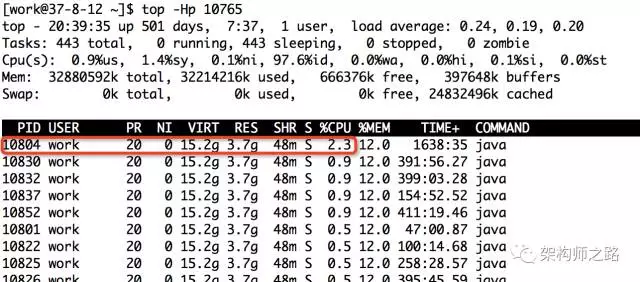 [work@37-8-12 ~]$ top -Hp 10765
top - 20:39:35 up 501 days,  7:37,  1 user,  load average: 0.24, 0.19, 0.20
Tasks: 443 total,   0 running, 443 sleeping,   0 stopped,   0 zombie
Cpu(s):  0.9%us,  1.4%sy,  0.1%ni, 97.6%id,  0.0%wa,  0.0%hi,  0.1%si,  0.0%st
Mem:  32880592k total, 32214216k used,   666376k free,   397648k buffers
Swap:        0k total,        0k used,        0k free, 24832496k cached
PID USER      PR  NI  VIRT  RES  SHR S %CPU %MEM    TIME+  COMMAND
10804 work      20   0 15.2g 3.7g  48m S  2.3 12.0   1638:35 java
10830 work      20   0 15.2g 3.7g  48m S  0.9 12.0 391:56.27 java
10832 work      20   0 15.2g 3.7g  48m S  0.9 12.0 399:03.28 java
10837 work      20   0 15.2g 3.7g  48m S  0.9 12.0 154:52.52 java
10852 work      20   0 15.2g 3.7g  48m S  0.9 12.0 411:19.46 java
10801 work      20   0 15.2g 3.7g  48m S  0.5 12.0  47:00.87 java
10822 work      20   0 15.2g 3.7g  48m S  0.5 12.0 100:14.68 java
10825 work      20   0 15.2g 3.7g  48m S  0.5 12.0 258:28.57 java
10826 work      20   0 15.2g 3.7g  48m S  0.5 12.0 395:45.59 java
架构师之路